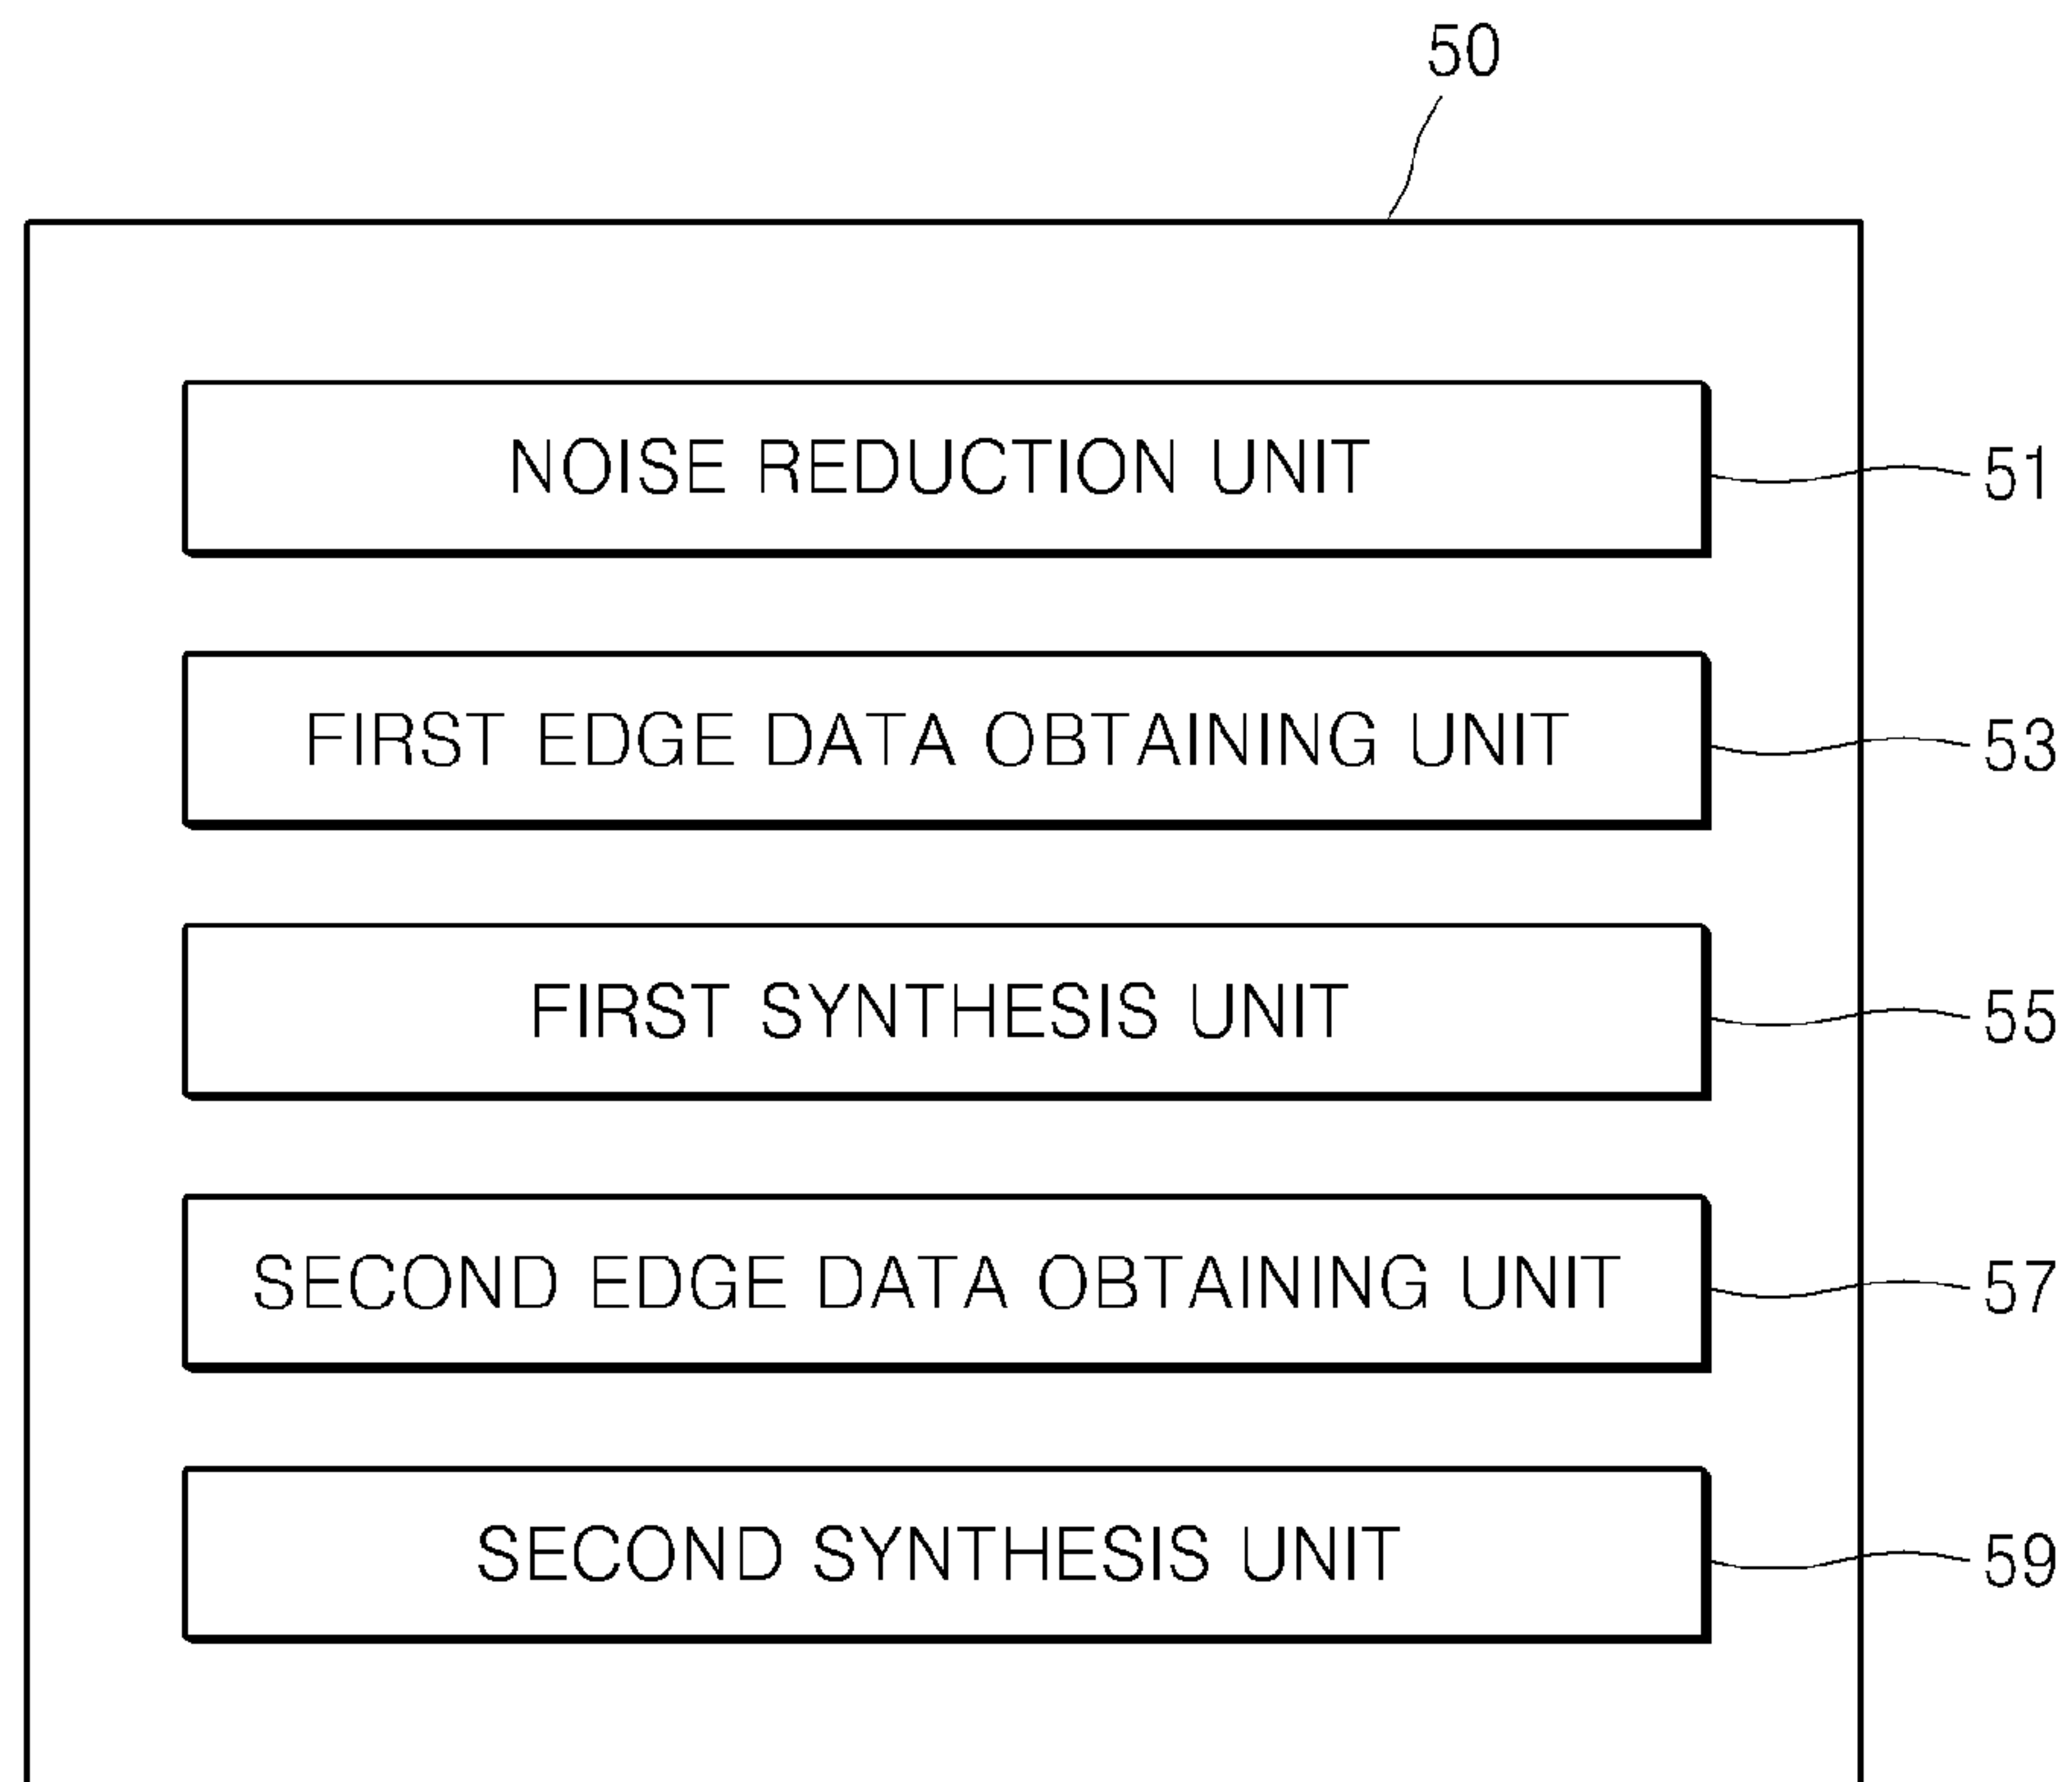 50
NOISE REDUCTION UNIT 51
FIRST EDGE DATA OBTAINING UNIT 53
FIRST SYNTHESIS UNIT 55
SECOND EDGE DATA OBTAINING UNIT 57
SECOND SYNTHESIS UNIT 59